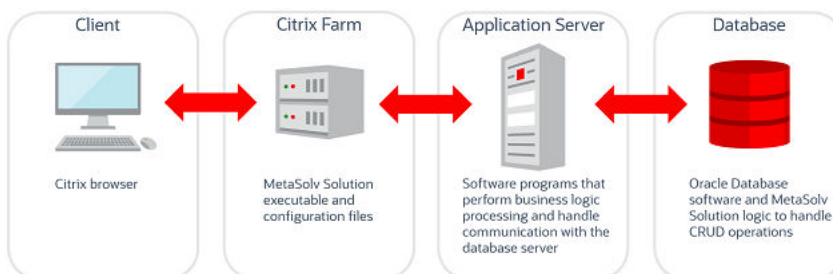 Client
Citrix browser
Citrix Farm
MetaSolv Solution
executable and
configuration files
Application Server
Software programs that
perform business logic
processing and handle
communication with the
database server
Database
Oracle Database
software and MetaSolv
Solution logic to handle
CRUD operations